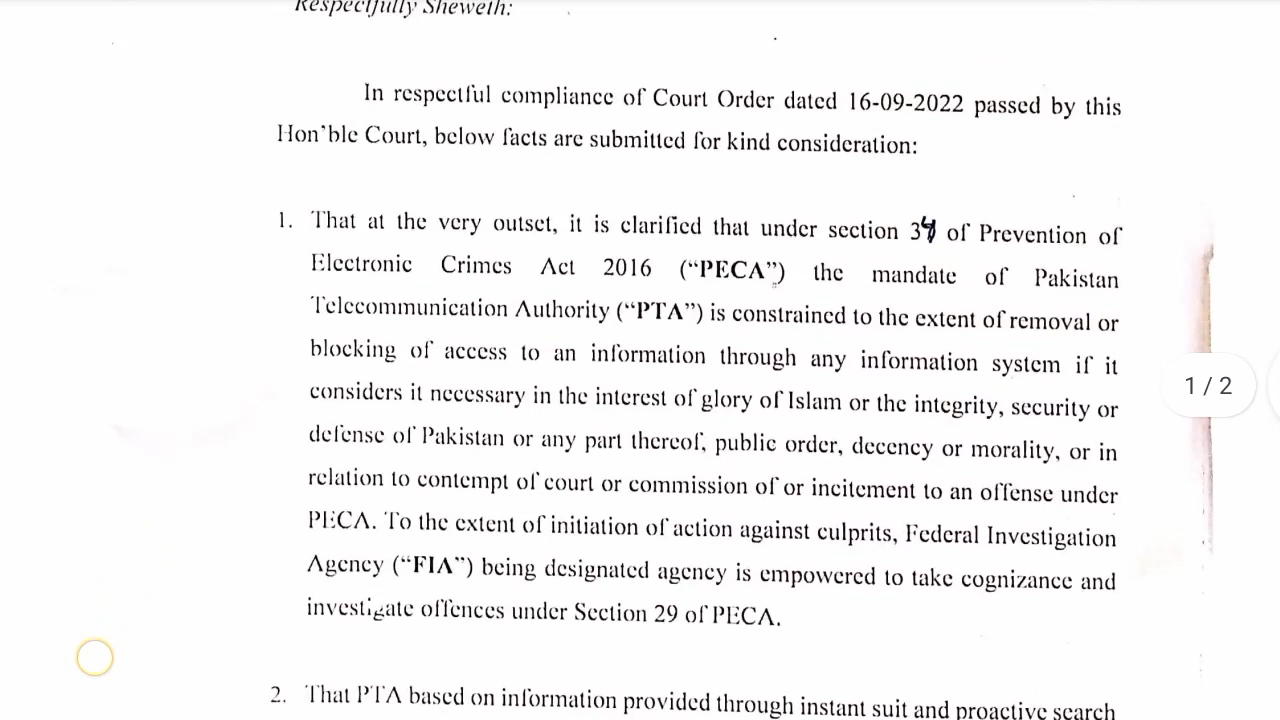 Respectfully Sheweth:
In respectful compliance of Court Order dated 16-09-2022 passed by this
Hon'ble Court, below facts are submitted for kind consideration:
1. That at the very outset, it is clarified that under section 37 of Prevention of
Electronic Crimes Act 2016 (“PECA”) the mandate of Pakistan
Telecommunication Authority (“PTA”) is constrained to the extent of removal or
blocking of access to an information through any information system if it
considers it necessary in the interest of glory of Islam or the integrity, security or
defense of Pakistan or any part thereof, public order, decency or morality, or in
relation to contempt of court or commission of or incitement to an offense under
PECA. To the extent of initiation of action against culprits, Federal Investigation
Agency (“FIA”) being designated agency is empowered to take cognizance and
investigate offences under Section 29 of PECA.
1 / 2
2. That PTA based on information provided through instant suit and proactive search